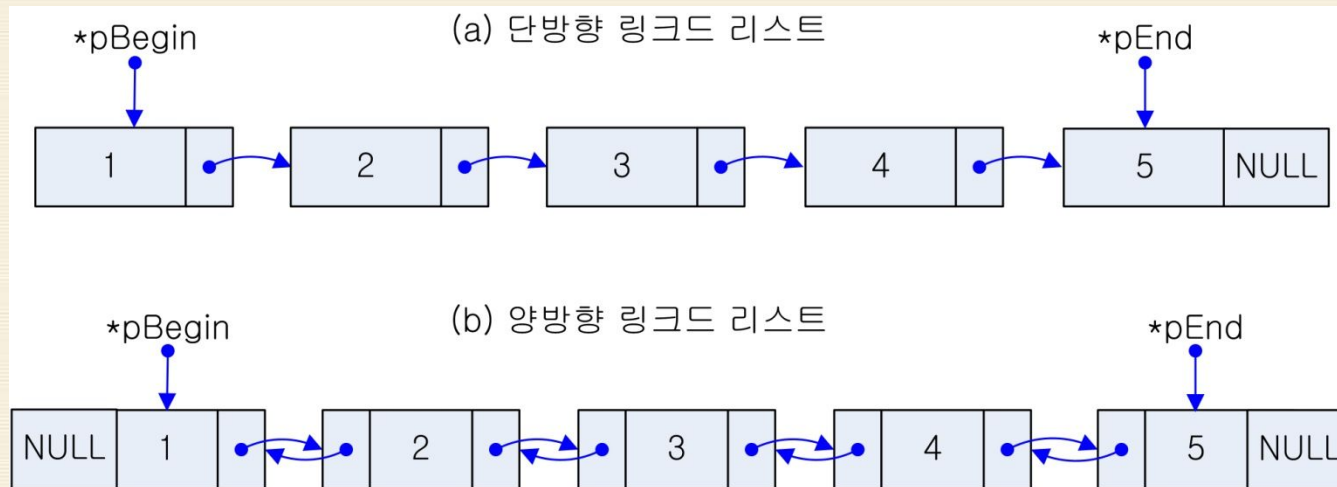 (a) 단방향 링크드 리스트
*pBegin
*pEnd
1 2 3 4 5 NULL
(b) 양방향 링크드 리스트
*pBegin
*pEnd
NULL 1 2 3 4 5 NULL